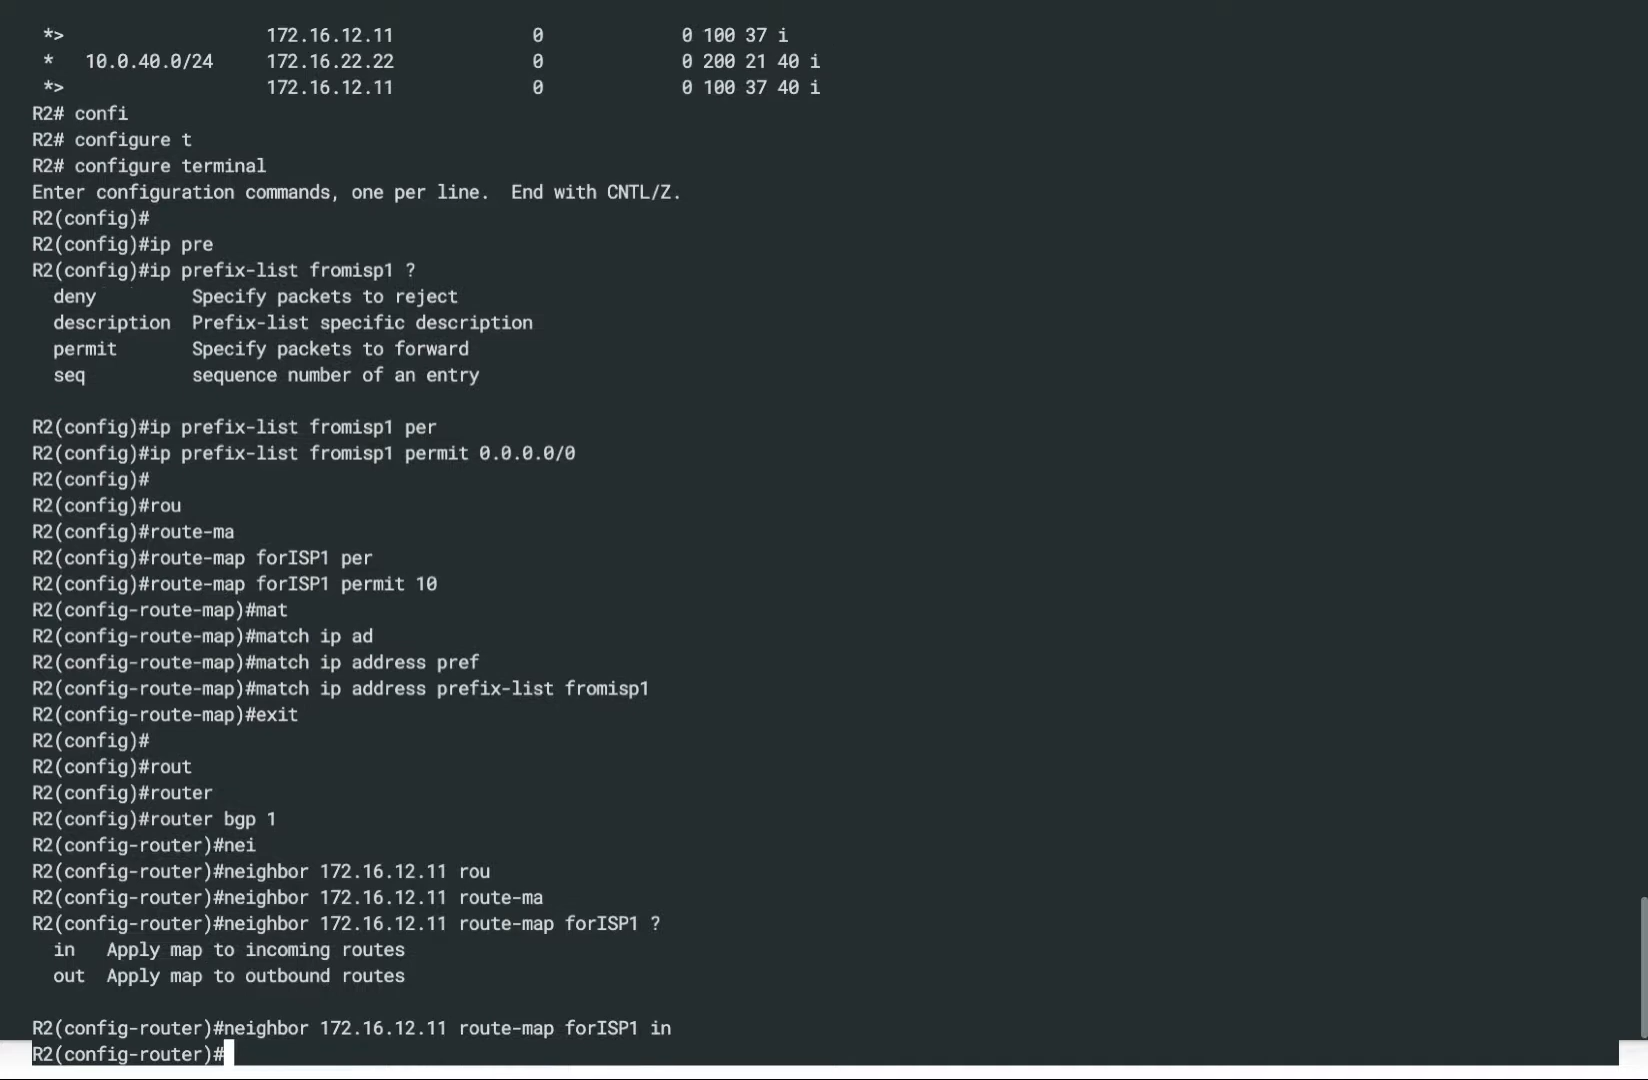 *> 172.16.12.11 0 0 100 37 i
* 10.0.40.0/24 172.16.22.22 0 0 200 21 40 i
*> 172.16.12.11 0 0 100 37 40 i
R2# confi
R2# configure t
R2# configure terminal
Enter configuration commands, one per line. End with CNTL/Z.
R2(config)#
R2(config)#ip pre
R2(config)#ip prefix-list fromisp1 ?
deny Specify packets to reject
description Prefix-list specific description
permit Specify packets to forward
seq sequence number of an entry
R2(config)#ip prefix-list fromisp1 per
R2(config)#ip prefix-list fromisp1 permit 0.0.0.0/0
R2(config)#
R2(config)#rou
R2(config)#route-ma
R2(config)#route-map forISP1 per
R2(config)#route-map forISP1 permit 10
R2(config-route-map)#mat
R2(config-route-map)#match ip ad
R2(config-route-map)#match ip address pref
R2(config-route-map)#match ip address prefix-list fromisp1
R2(config-route-map)#exit
R2(config)#
R2(config)#rout
R2(config)#router
R2(config)#router bgp 1
R2(config-router)#nei
R2(config-router)#neighbor 172.16.12.11 rou
R2(config-router)#neighbor 172.16.12.11 route-ma
R2(config-router)#neighbor 172.16.12.11 route-map forISP1 ?
in Apply map to incoming routes
out Apply map to outbound routes
R2(config-router)#neighbor 172.16.12.11 route-map forISP1 in
R2(config-router)#